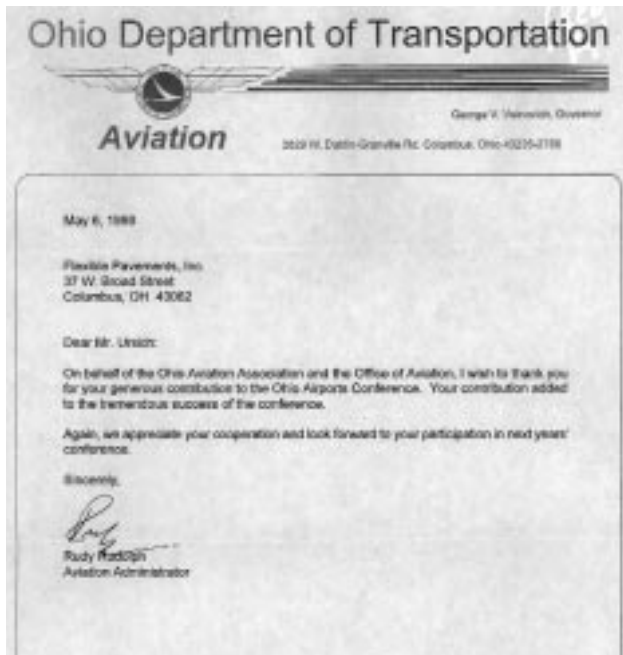 Ohio Department of Transportation
George V. Voinovich, Governor
Aviation
2829 W. Dublin-Granville Rd. Columbus, Ohio 43235-2786
May 6, 1998
Flexible Pavements, Inc.
37 W. Broad Street
Columbus, OH 43062
Dear Mr. Ursich:
On behalf of the Ohio Aviation Association and the Office of Aviation, I wish to thank you
for your generous contribution to the Ohio Airports Conference. Your contribution added
to the tremendous success of the conference.
Again, we appreciate your cooperation and look forward to your participation in next years'
conference.
Sincerely,
Rudy
Rudy Rudolph
Aviation Administrator